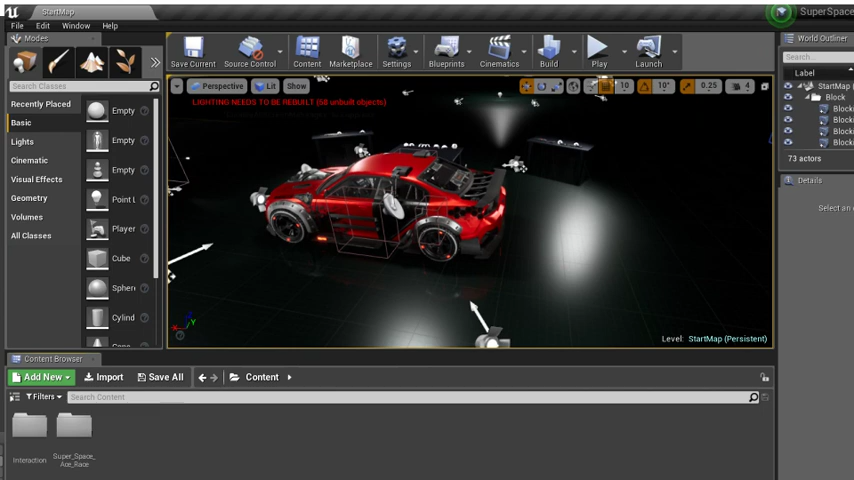 StartMap
SuperSpace
File Edit Window Help
Modes
World Outliner
Search Classes
Save Current Source Control Content Marketplace Settings Blueprints Cinematics Build Play Launch
Search...
Label
Recently Placed
Basic
Lights
Cinematic
Visual Effects
Geometry
Volumes
All Classes
Empty
Empty
Empty
Point L
Player
Cube
Spher
Cylind
Cone
Perspective Lit Show
10 10° 0.25 4
LIGHTING NEEDS TO BE REBUILT (58 unbuilt objects)
Level: StartMap (Persistent)
StartMap (
Block
Block
Block
Block
Block
73 actors
Details
Select an
Content Browser
Add New Import Save All Content
Filters Search Content
Interaction
Super_Space_
Ace_Race